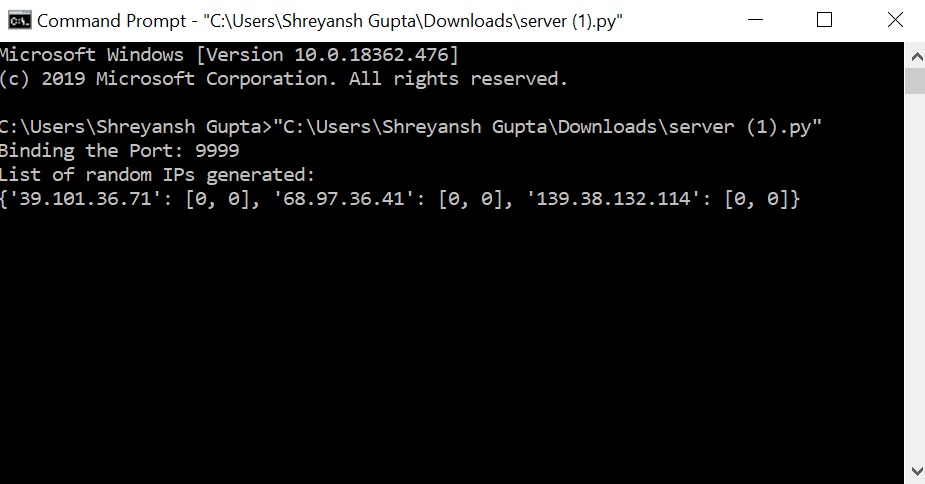 Command Prompt - "C:\Users\Shreyansh Gupta\Downloads\server (1).py"
Microsoft Windows [Version 10.0.18362.476]
(c) 2019 Microsoft Corporation. All rights reserved.
C:\Users\Shreyansh Gupta>"C:\Users\Shreyansh Gupta\Downloads\server (1).py"
Binding the Port: 9999
List of random IPs generated:
{'39.101.36.71': [0, 0], '68.97.36.41': [0, 0], '139.38.132.114': [0, 0]}